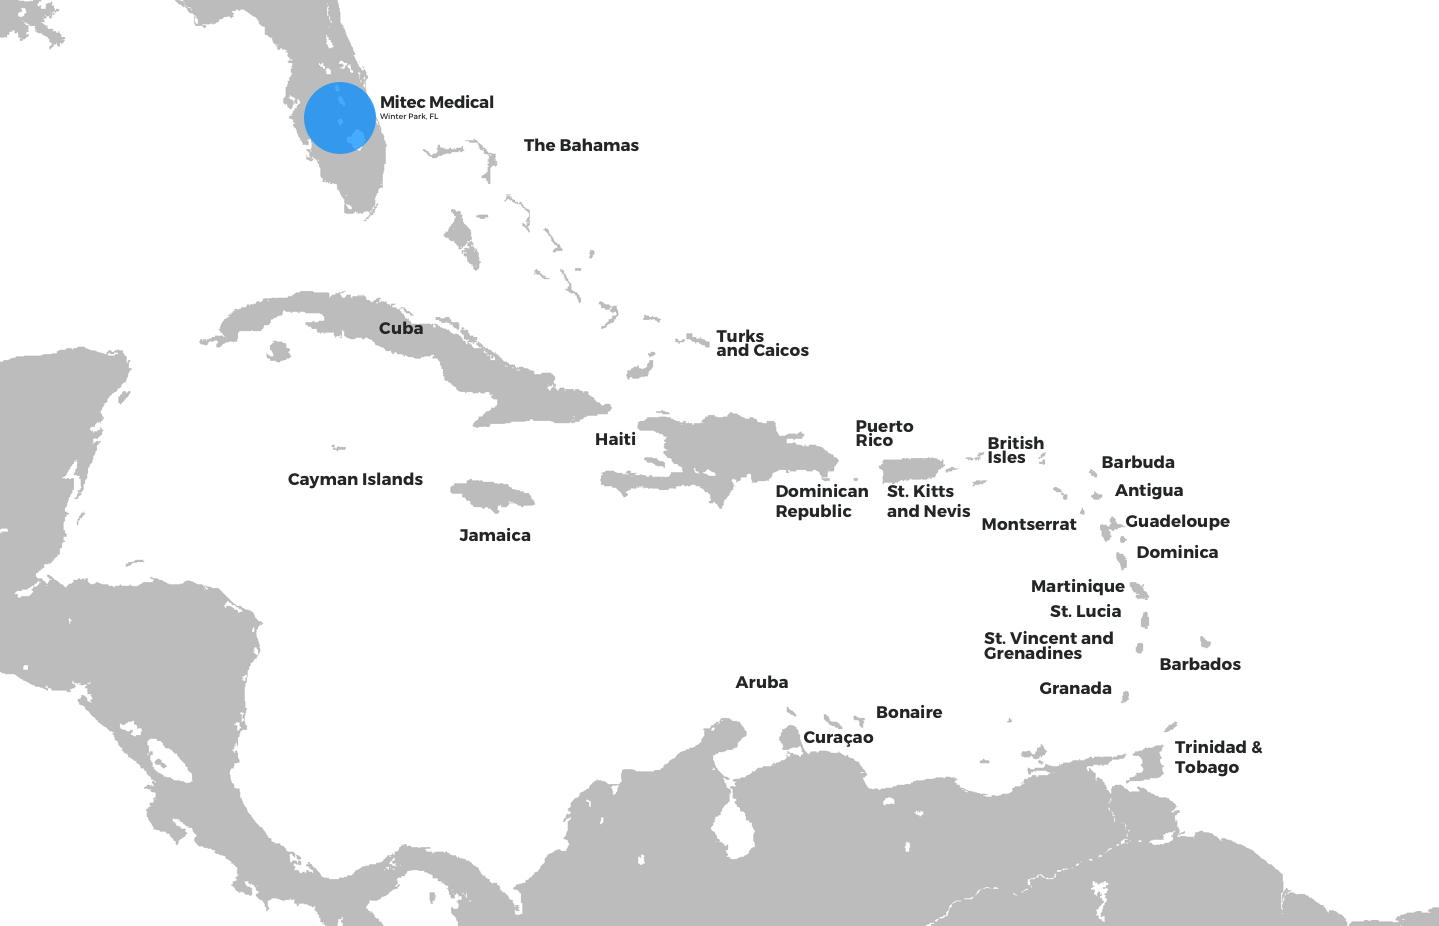 Mitec Medical
Winter Park, FL
The Bahamas
Cuba
Turks
and Caicos
Haiti
Puerto
Rico
British
Isles
Barbuda
Cayman Islands
Dominican
Republic
St. Kitts
and Nevis
Antigua
Jamaica
Montserrat
Guadeloupe
Dominica
Martinique
St. Lucia
St. Vincent and
Grenadines
Barbados
Aruba
Granada
Bonaire
Curaçao
Trinidad &
Tobago